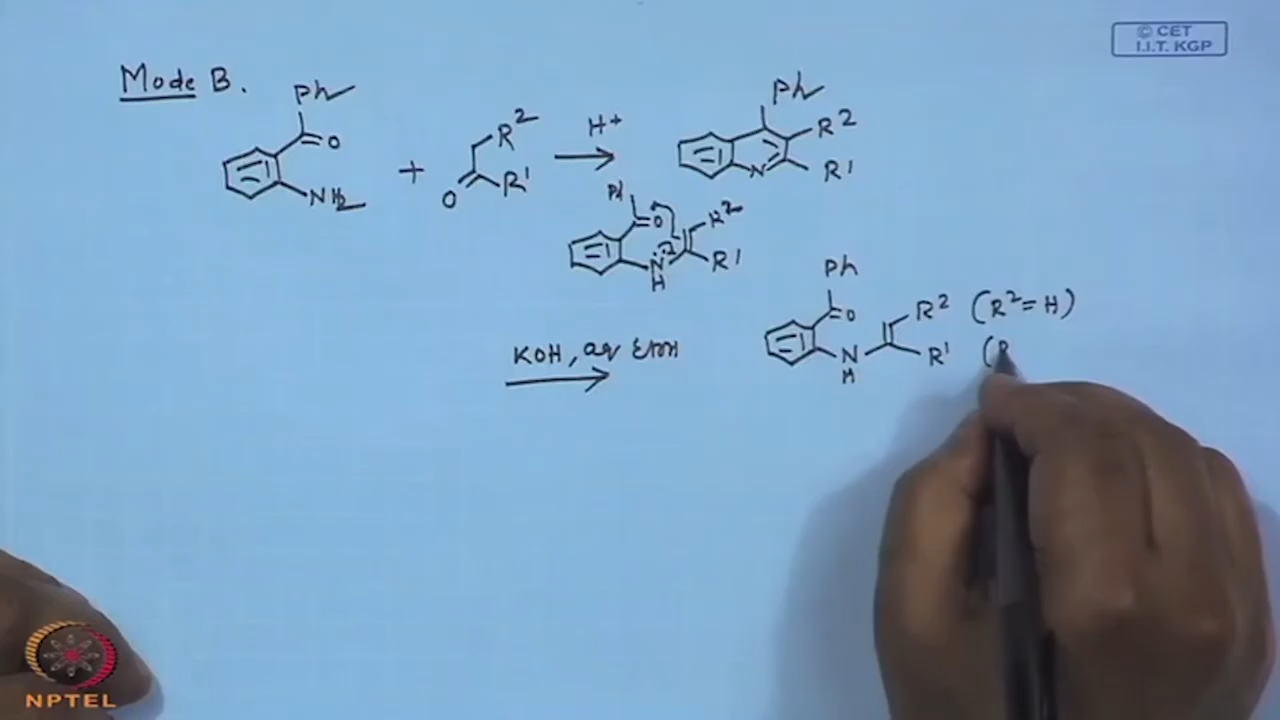 © CET
I.I.T. KGP
Mode B.
Ph
O
NH2
+
R2
O
R1
H+
Ph
R2
N
R1
Ph
O
R2
N
H
R1
Ph
O
R2 (R2 = H)
N
H
R1 (R
KOH, aq EtOH
NPTEL